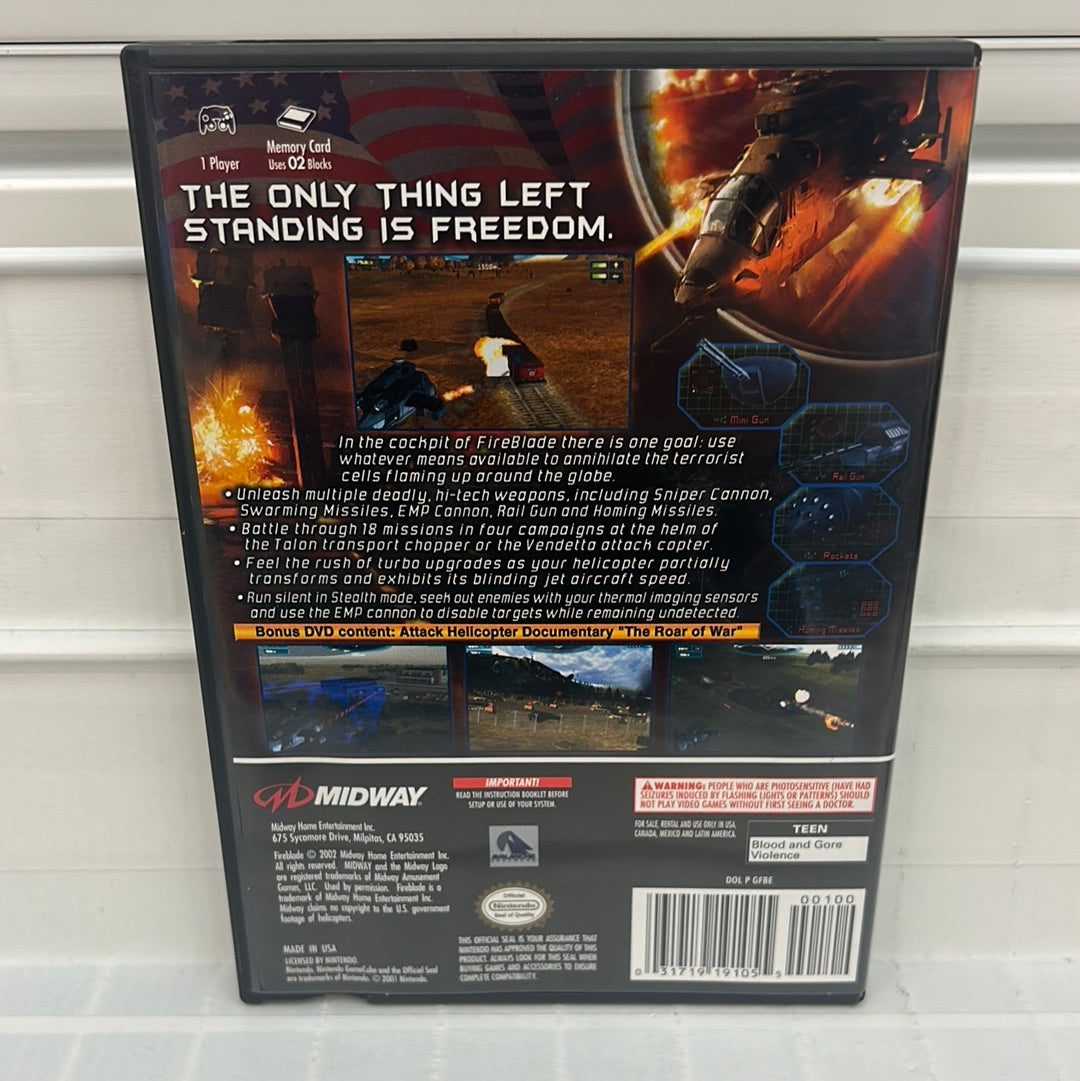 1 Player
Memory Card
Uses 02 Blocks
THE ONLY THING LEFT
STANDING IS FREEDOM.
Mini Gun
Rail Gun
Rockets
Homing Missiles
In the cockpit of FireBlade there is one goal: use
whatever means available to annihilate the terrorist
cells flaming up around the globe.
• Unleash multiple deadly, hi-tech weapons, including Sniper Cannon,
Swarming Missiles, EMP Cannon, Rail Gun and Homing Missiles.
• Battle through 18 missions in four campaigns at the helm of
the Talon transport chopper or the Vendetta attack copter.
• Feel the rush of turbo upgrades as your helicopter partially
transforms and exhibits its blinding jet aircraft speed.
• Run silent in Stealth mode, seek out enemies with your thermal imaging sensors
and use the EMP cannon to disable targets while remaining undetected.
Bonus DVD content: Attack Helicopter Documentary "The Roar of War"
MIDWAY
Midway Home Entertainment Inc.
675 Sycamore Drive, Milpitas, CA 95035
Fireblade © 2002 Midway Home Entertainment Inc.
All rights reserved. MIDWAY and the Midway Logo
are registered trademarks of Midway Amusement
Games, LLC. Used by permission. Fireblade is a
trademark of Midway Home Entertainment Inc.
Midway claims no copyright to the U.S. government
footage of helicopters.
MADE IN USA
LICENSED BY NINTENDO.
Nintendo, Nintendo GameCube and the Official Seal
are trademarks of Nintendo. © 2001 Nintendo.
IMPORTANT!
READ THE INSTRUCTION BOOKLET BEFORE
SETUP OR USE OF YOUR SYSTEM.
Official
Nintendo
Seal of Quality
THIS OFFICIAL SEAL IS YOUR ASSURANCE THAT
NINTENDO HAS APPROVED THE QUALITY OF THIS
PRODUCT. ALWAYS LOOK FOR THIS SEAL WHEN
BUYING GAMES AND ACCESSORIES TO ENSURE
COMPLETE COMPATIBILITY.
WARNING: PEOPLE WHO ARE PHOTOSENSITIVE (HAVE HAD
SEIZURES INDUCED BY FLASHING LIGHTS OR PATTERNS) SHOULD
NOT PLAY VIDEO GAMES WITHOUT FIRST SEEING A DOCTOR.
FOR SALE, RENTAL AND USE ONLY IN USA,
CANADA, MEXICO AND LATIN AMERICA.
TEEN
Blood and Gore
Violence
DOL P GFBE
00100
0 31719 19105 5